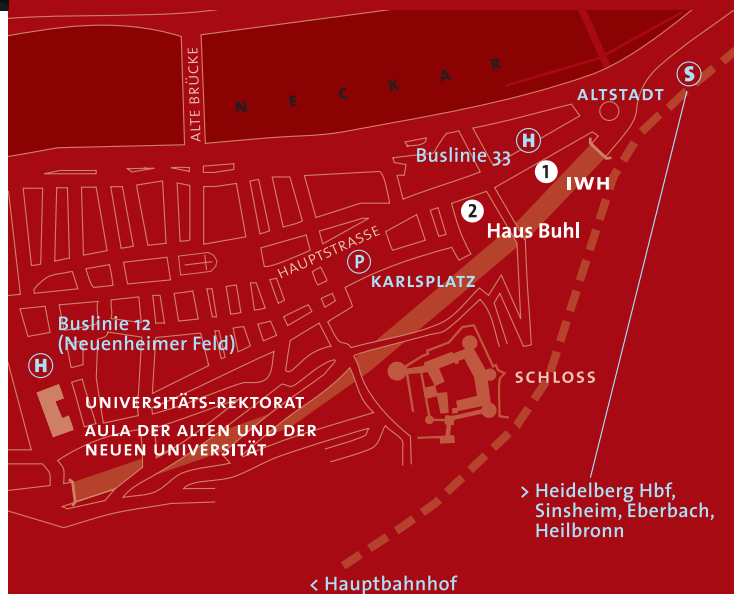 ALTE BRÜCKE
NECKAR
S
ALTSTADT
H
Buslinie 33
1
IWH
2
Haus Buhl
HAUPTSTRASSE
P
KARLSPLATZ
Buslinie 12
(Neuenheimer Feld)
H
SCHLOSS
UNIVERSITÄTS-REKTORAT
AULA DER ALTEN UND DER
NEUEN UNIVERSITÄT
> Heidelberg Hbf,
Sinsheim, Eberbach,
Heilbronn
< Hauptbahnhof